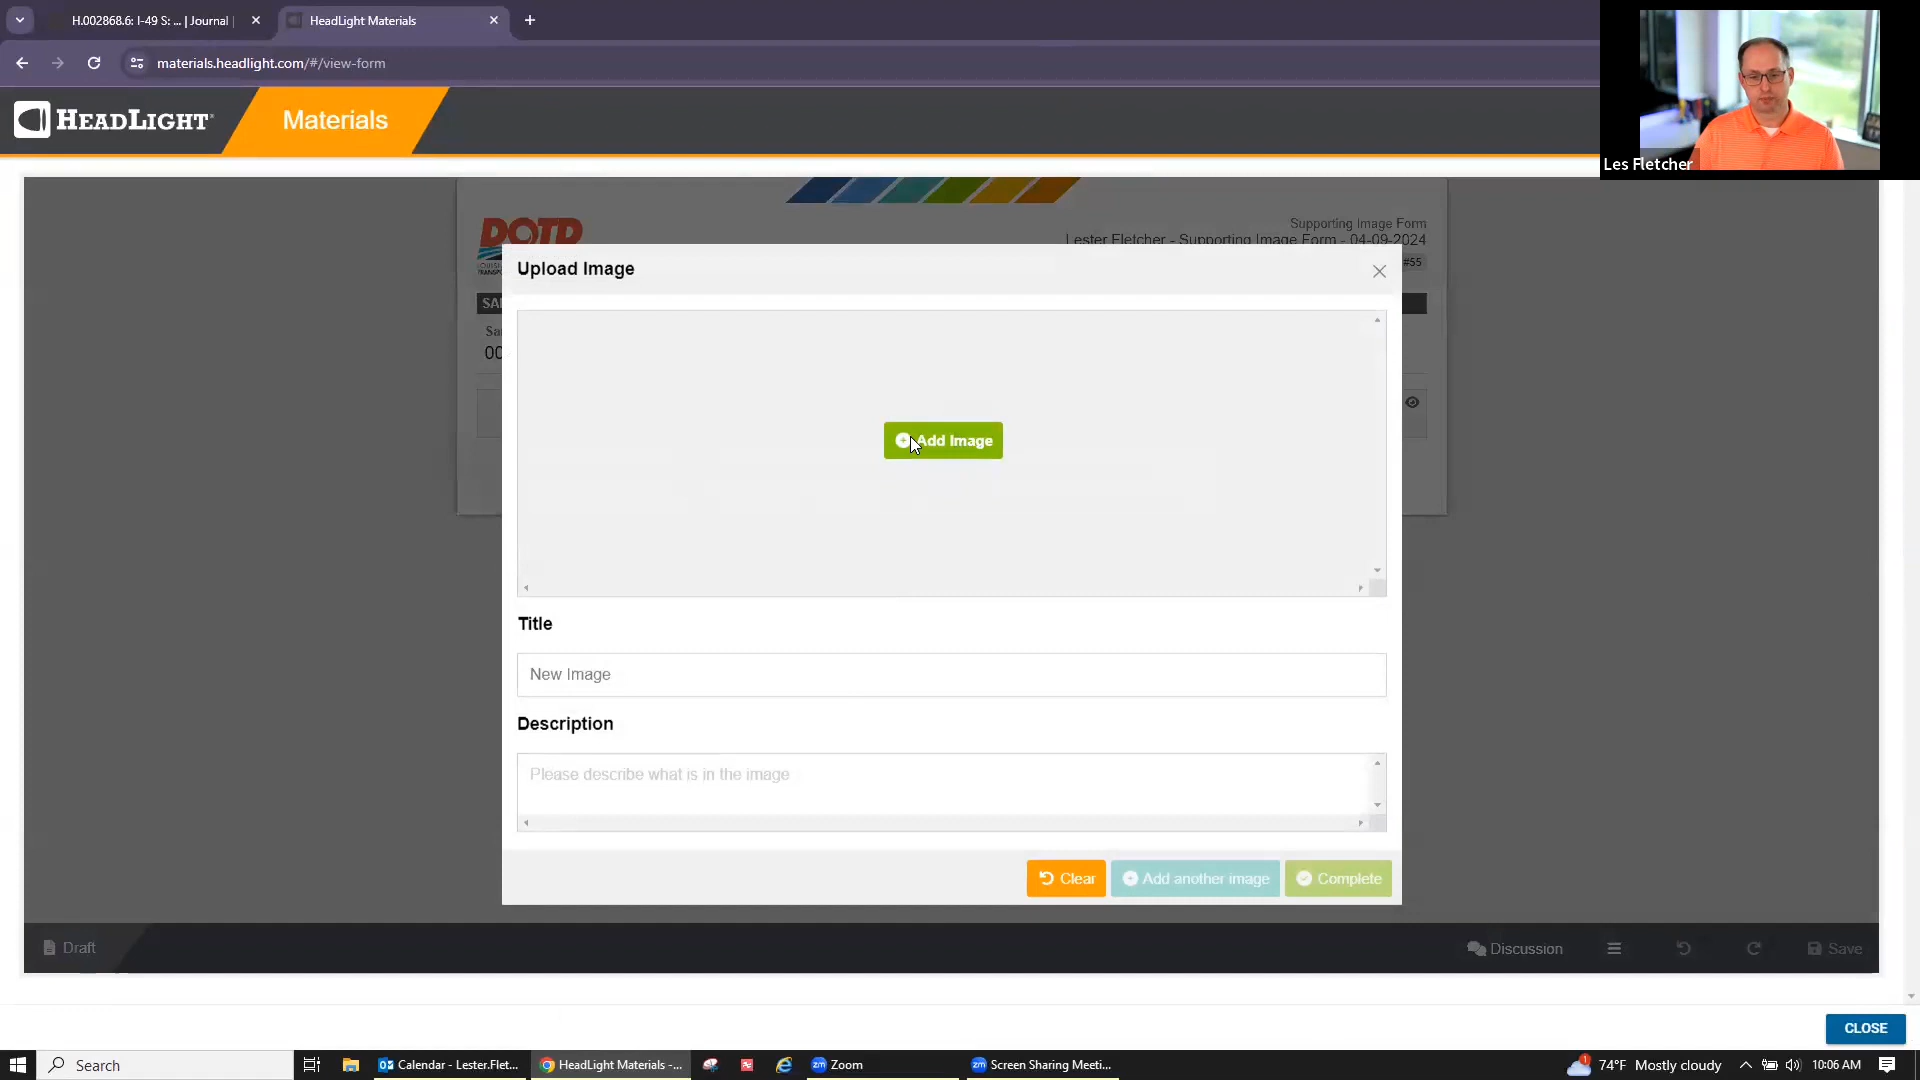 H.002868.6: I-49 S: ... | Journal
HeadLight Materials
materials.headlight.com/#/view-form
HEADLIGHT
Materials
Les Fletcher
DOTD
Supporting Image Form
Lester Fletcher - Supporting Image Form - 04-09-2024
#55
Upload Image
Add Image
Title
New Image
Description
Please describe what is in the image
Clear
Add another image
Complete
Draft
Discussion
Save
CLOSE
Search
Calendar - Lester.Flet...
HeadLight Materials -...
Zoom
Screen Sharing Meeti...
1
74°F Mostly cloudy
10:06 AM